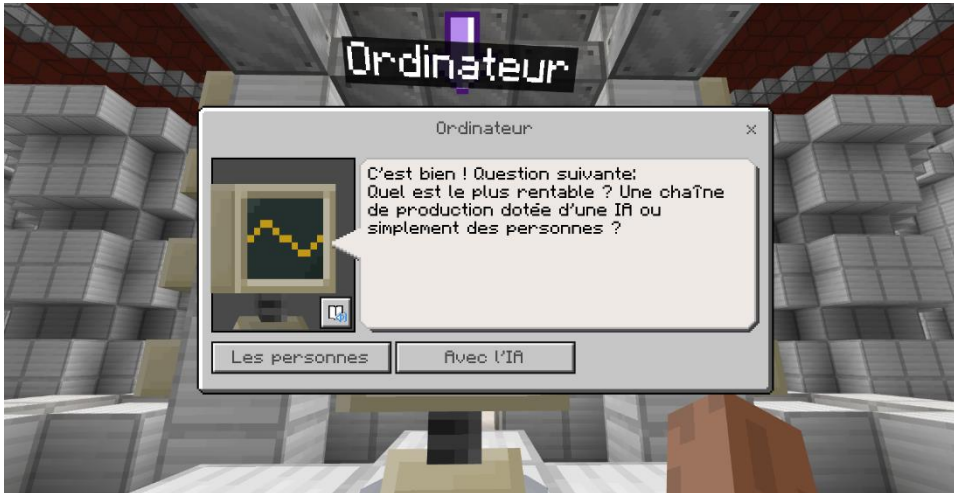 Ordinateur
Ordinateur
C'est bien ! Question suivante:
Quel est le plus rentable ? Une chaîne
de production dotée d'une IA ou
simplement des personnes ?
Les personnes
Avec l'IA